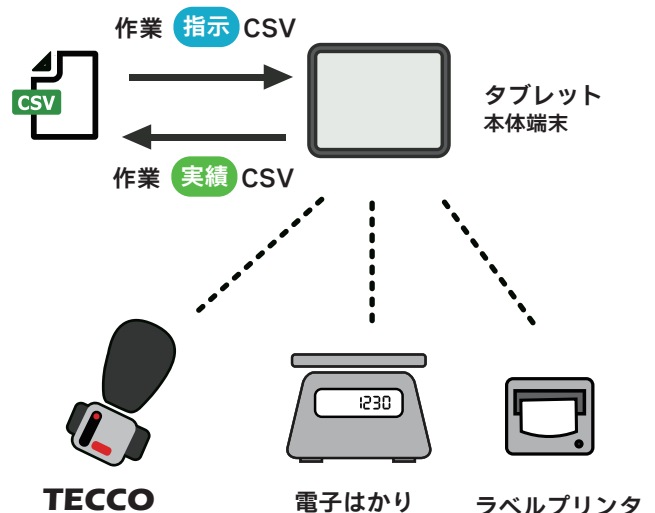 作業 指示 CSV
CSV
タブレット
本体端末
作業 実績 CSV
1230
TECCO
電子はかり
ラベルプリンタ